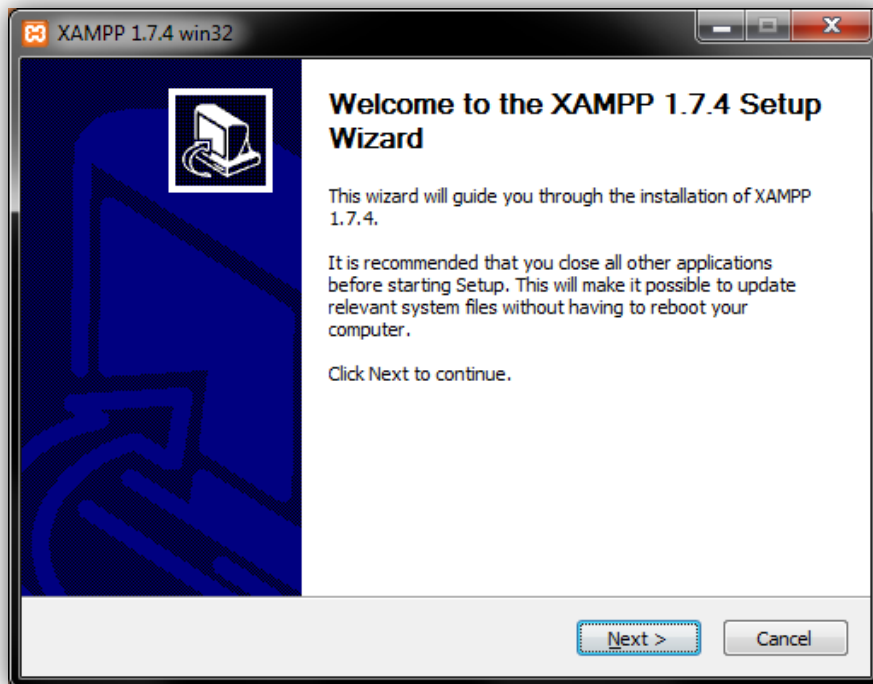 XAMPP 1.7.4 win32
Welcome to the XAMPP 1.7.4 Setup
Wizard
This wizard will guide you through the installation of XAMPP
1.7.4.
It is recommended that you close all other applications
before starting Setup. This will make it possible to update
relevant system files without having to reboot your
computer.
Click Next to continue.
Next >
Cancel